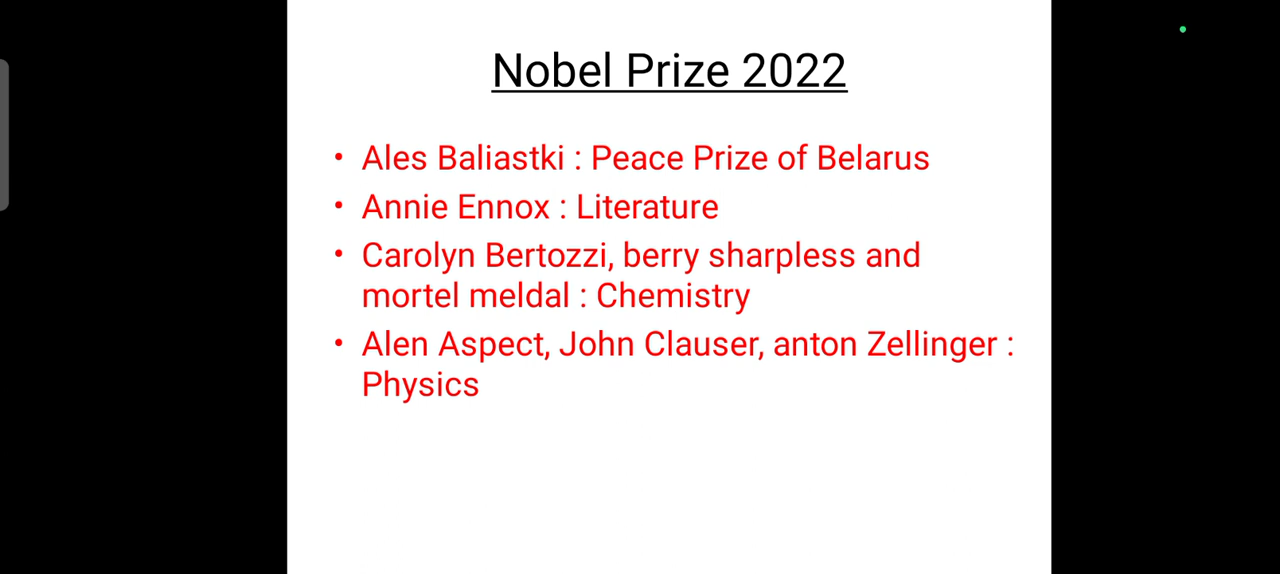 Nobel Prize 2022
• Ales Baliastki : Peace Prize of Belarus
• Annie Ennox : Literature
• Carolyn Bertozzi, berry sharpless and
mortel meldal : Chemistry
• Alen Aspect, John Clauser, anton Zellinger :
Physics